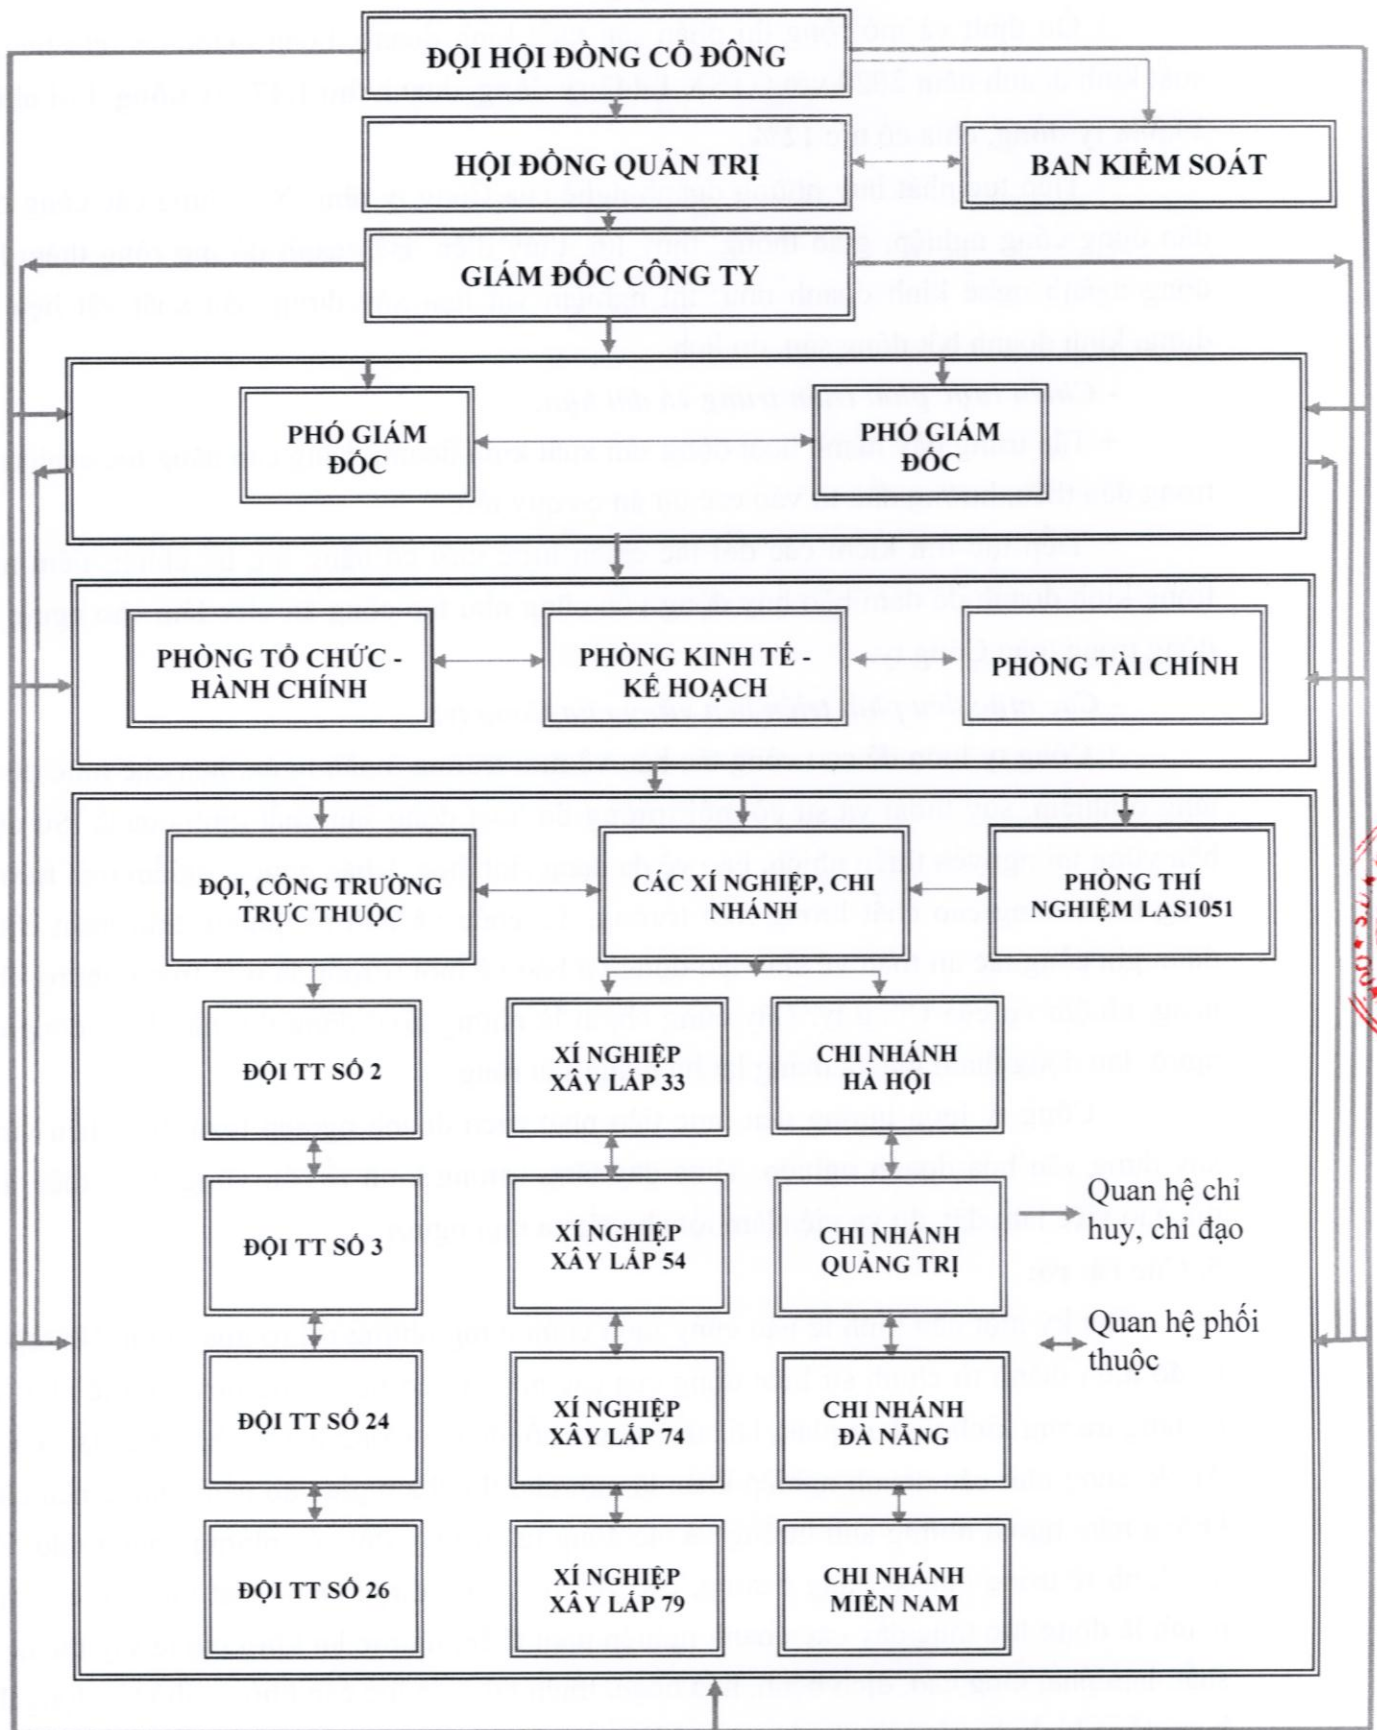 ĐỘI HỘI ĐỒNG CỔ ĐÔNG
HỘI ĐỒNG QUẢN TRỊ
BAN KIỂM SOÁT
GIÁM ĐỐC CÔNG TY
PHÓ GIÁM
ĐỐC
PHÓ GIÁM
ĐỐC
PHÒNG TỔ CHỨC -
HÀNH CHÍNH
PHÒNG KINH TẾ -
KẾ HOẠCH
PHÒNG TÀI CHÍNH
ĐỘI, CÔNG TRƯỜNG
TRỰC THUỘC
CÁC XÍ NGHIỆP, CHI
NHÁNH
PHÒNG THÍ
NGHIỆM LAS1051
ĐỘI TT SỐ 2
XÍ NGHIỆP
XÂY LẮP 33
CHI NHÁNH
HÀ HỘI
ĐỘI TT SỐ 3
XÍ NGHIỆP
XÂY LẮP 54
CHI NHÁNH
QUẢNG TRỊ
Quan hệ chỉ
huy, chỉ đạo
Quan hệ phối
thuộc
ĐỘI TT SỐ 24
XÍ NGHIỆP
XÂY LẮP 74
CHI NHÁNH
ĐÀ NẴNG
ĐỘI TT SỐ 26
XÍ NGHIỆP
XÂY LẮP 79
CHI NHÁNH
MIỀN NAM